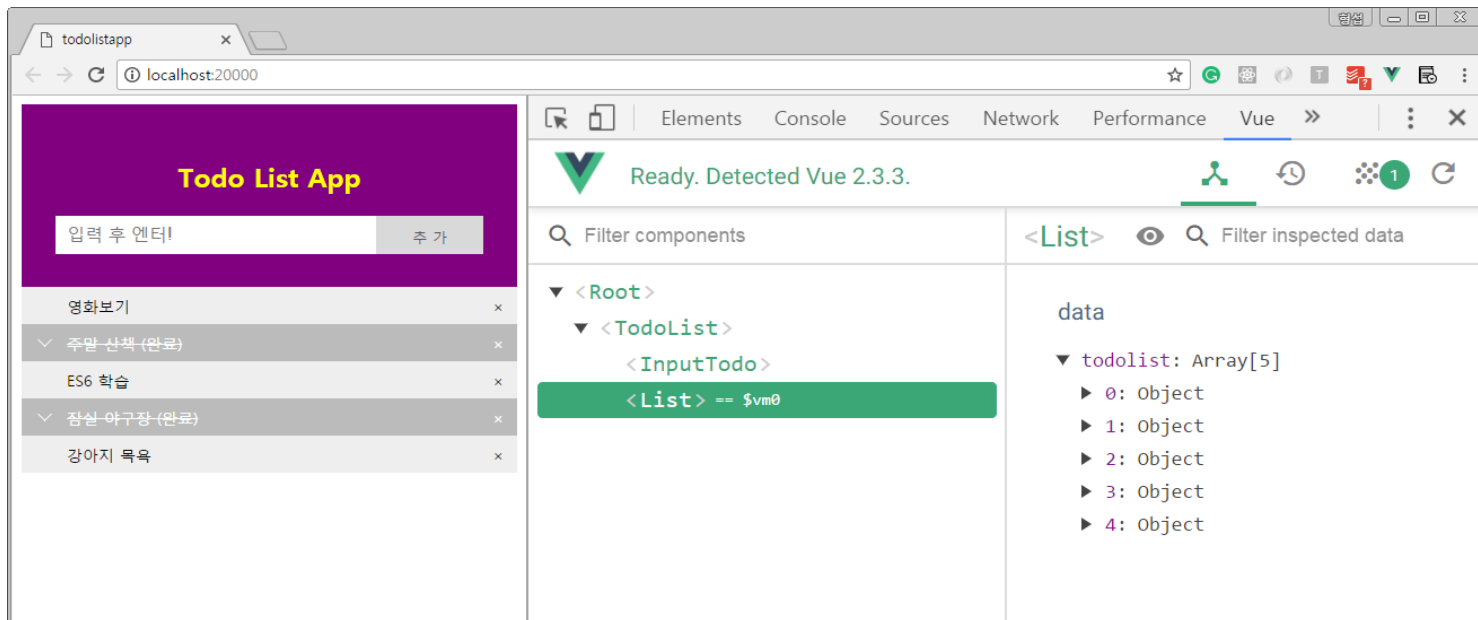 형섭
todolistapp
localhost:20000
Todo List App
입력 후 엔터!
추 가
영화보기 ×
주말 산책 (완료) ×
ES6 학습 ×
잠실 야구장 (완료) ×
강아지 목욕 ×
Elements Console Sources Network Performance Vue »
Ready. Detected Vue 2.3.3.
1
Filter components
<Root>
<TodoList>
<InputTodo>
<List> == $vm0
<List> Filter inspected data
data
todolist: Array[5]
0: Object
1: Object
2: Object
3: Object
4: Object